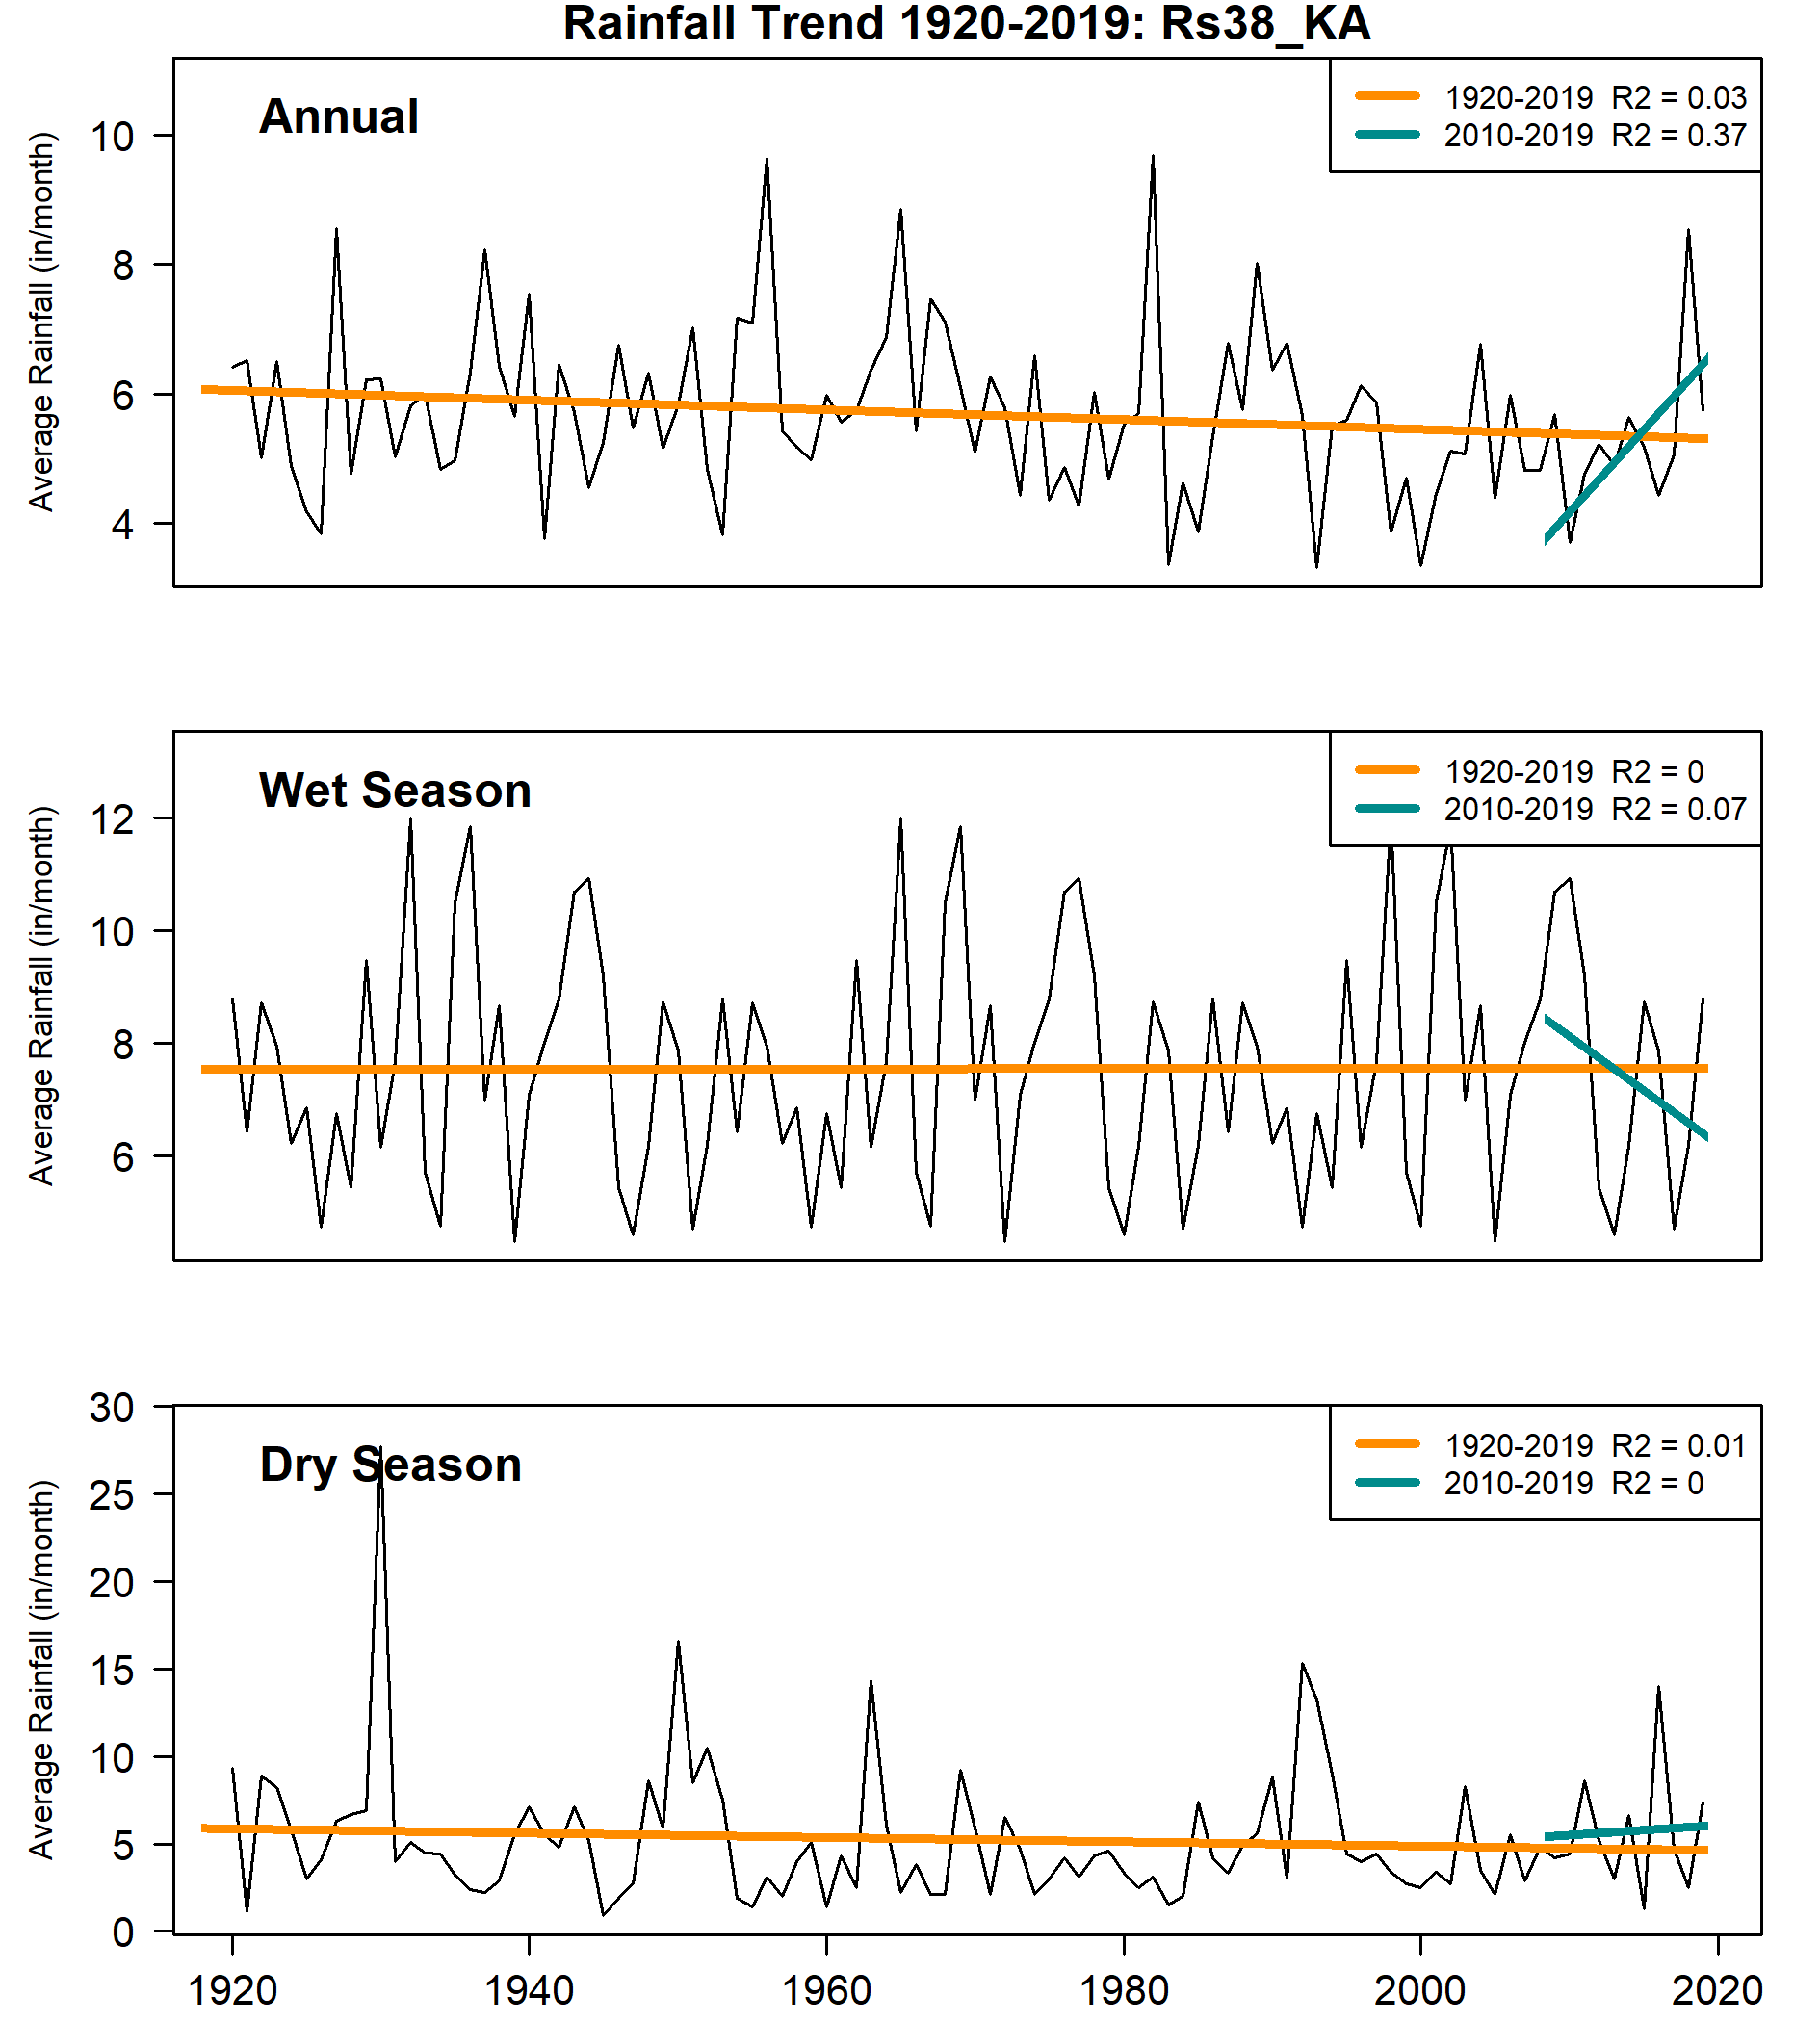 Rainfall Trend 1920-2019: Rs38_KA
Annual
1920-2019 R2 = 0.03
2010-2019 R2 = 0.37
Average Rainfall (in/month)
10
8
6
4
Wet Season
1920-2019 R2 = 0
2010-2019 R2 = 0.07
Average Rainfall (in/month)
12
10
8
6
Dry Season
1920-2019 R2 = 0.01
2010-2019 R2 = 0
Average Rainfall (in/month)
30
25
20
15
10
5
0
1920 1940 1960 1980 2000 2020